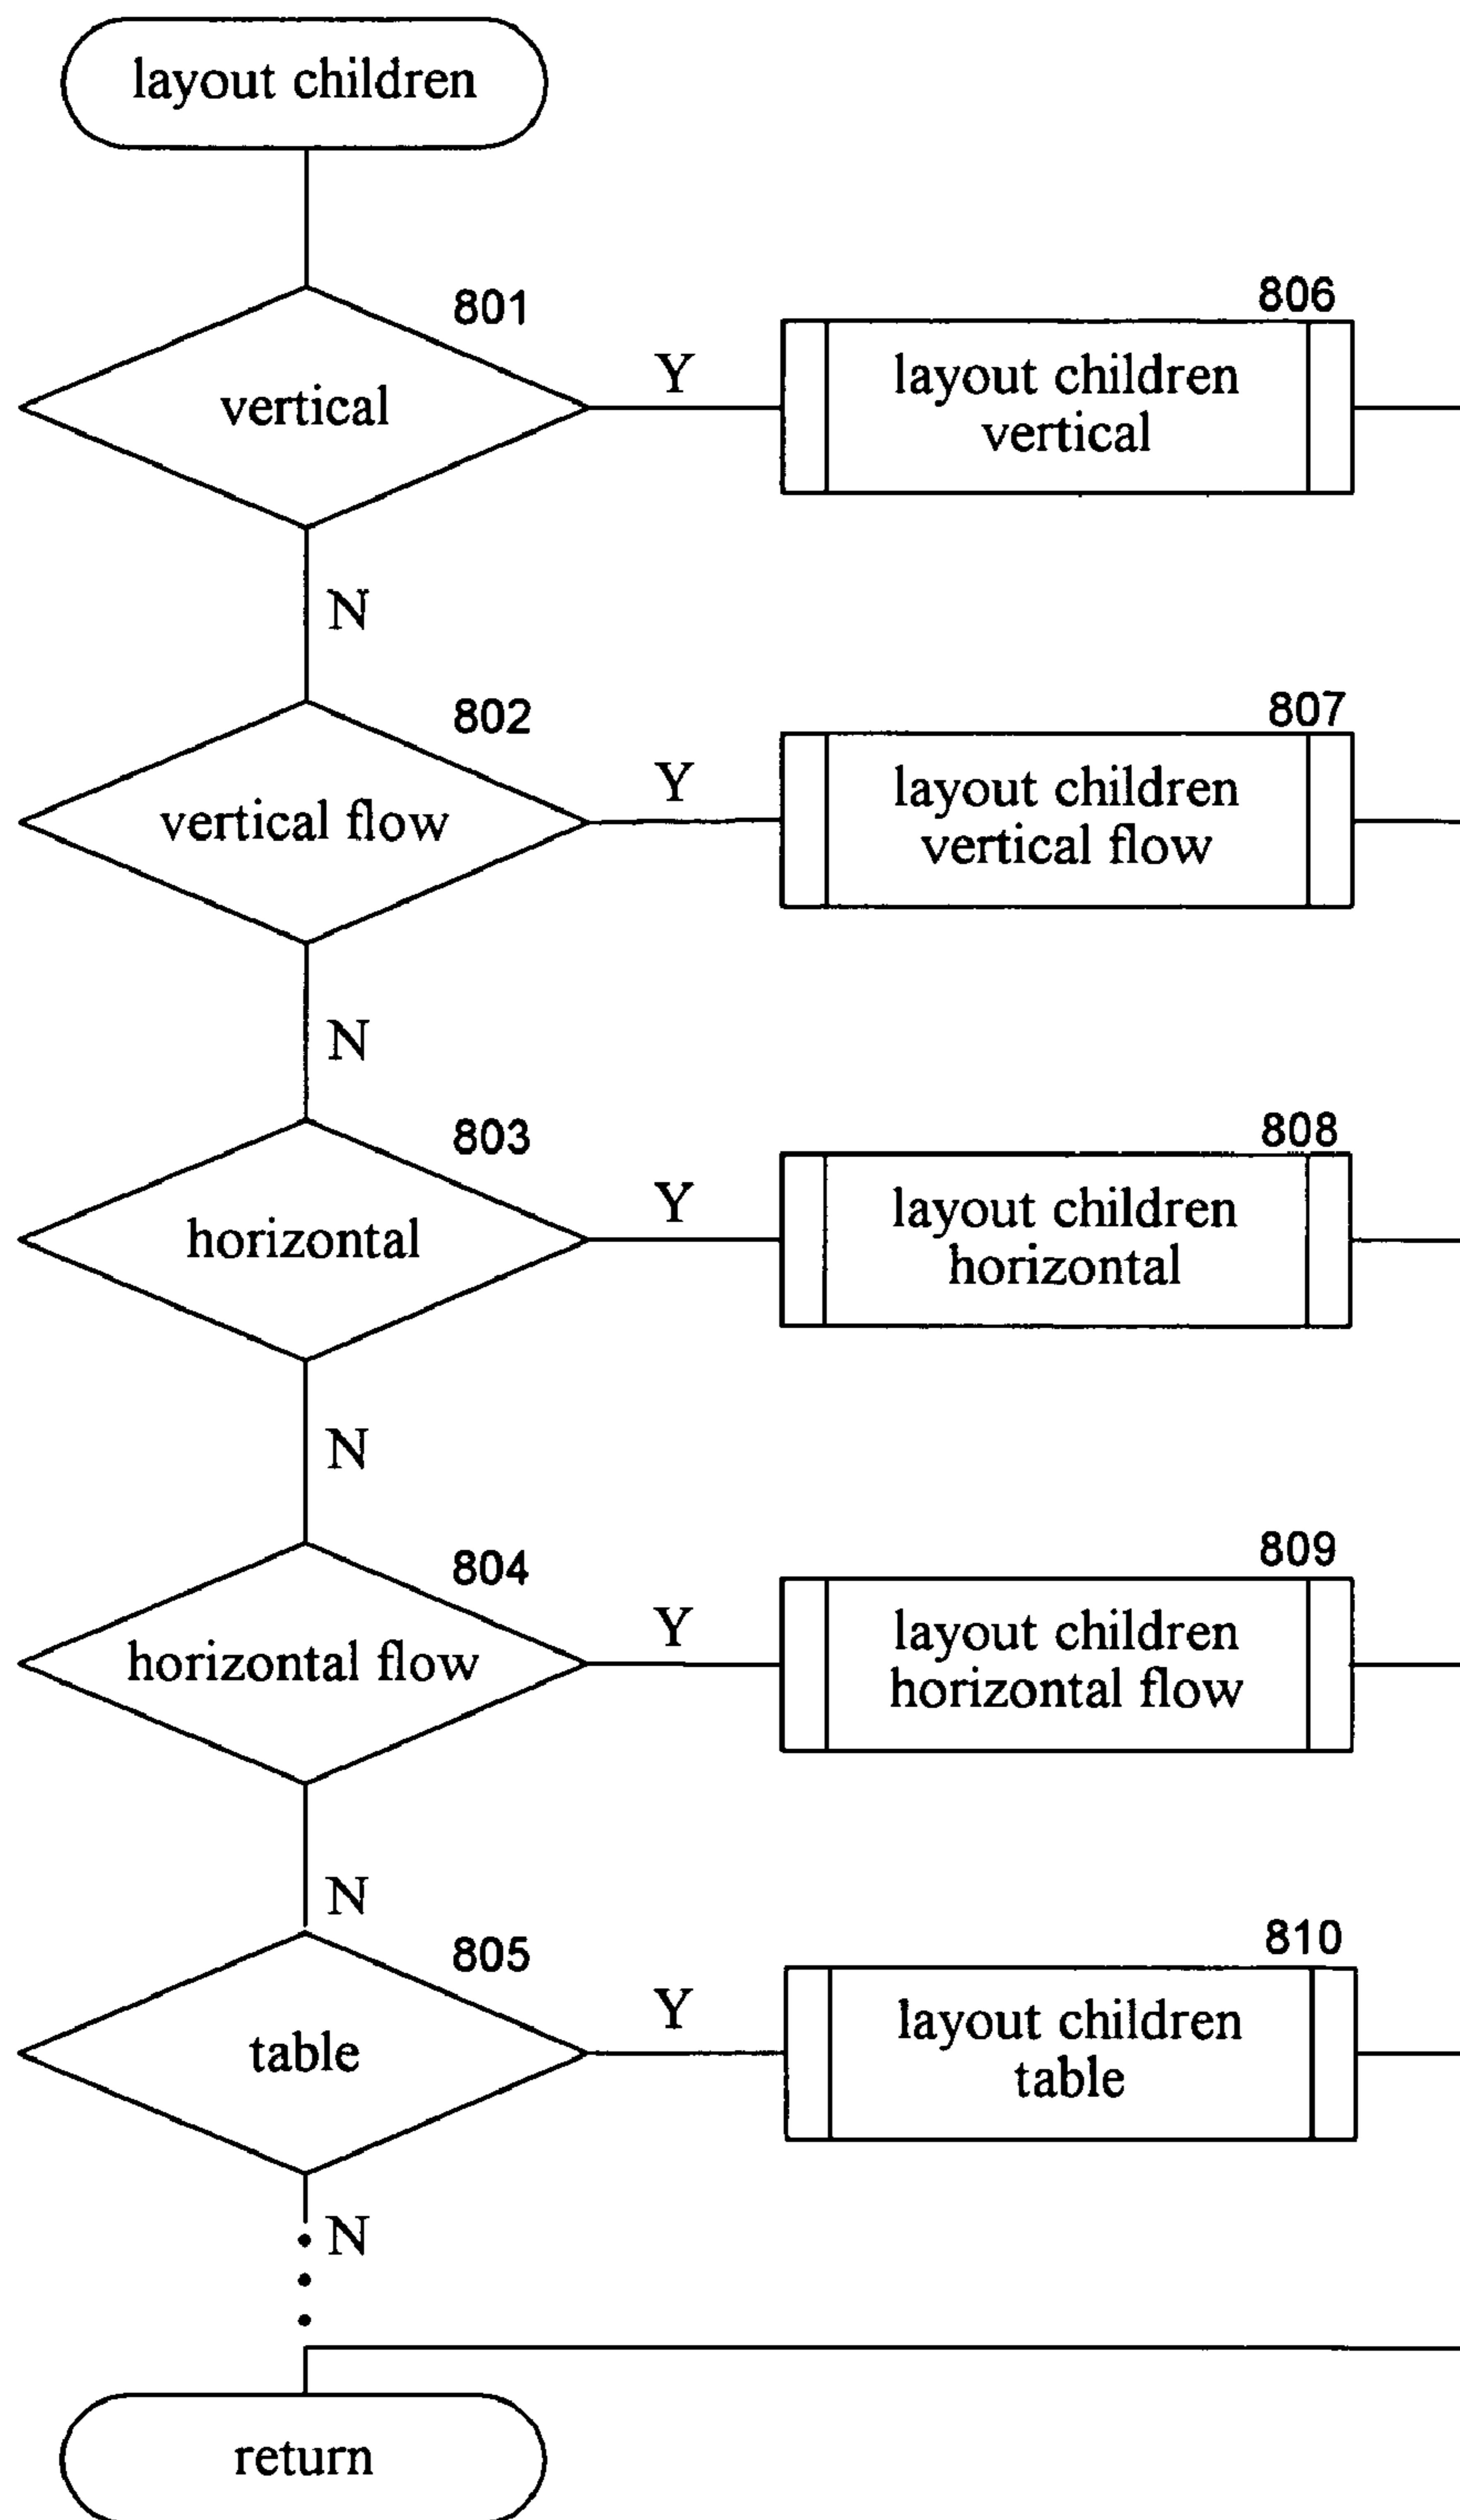 layout children
801
vertical
Y
806
layout children
vertical
N
802
vertical flow
Y
807
layout children
vertical flow
N
803
horizontal
Y
808
layout children
horizontal
N
804
horizontal flow
Y
809
layout children
horizontal flow
N
805
table
Y
810
layout children
table
N
return